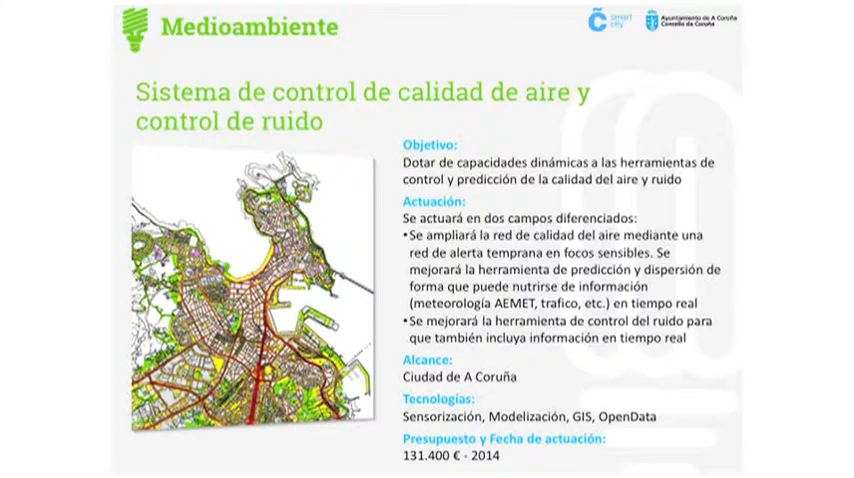 Medioambiente
smart
city
Ayuntamiento de A Coruña
Concello da Coruña
Sistema de control de calidad de aire y
control de ruido
Objetivo:
Dotar de capacidades dinámicas a las herramientas de
control y predicción de la calidad del aire y ruido
Actuación:
Se actuará en dos campos diferenciados:
•Se ampliará la red de calidad del aire mediante una
red de alerta temprana en focos sensibles. Se
mejorará la herramienta de predicción y dispersión de
forma que puede nutrirse de información
(meteorología AEMET, trafico, etc.) en tiempo real
•Se mejorará la herramienta de control del ruido para
que también incluya información en tiempo real
Alcance:
Ciudad de A Coruña
Tecnologías:
Sensorización, Modelización, GIS, OpenData
Presupuesto y Fecha de actuación:
131.400 € - 2014